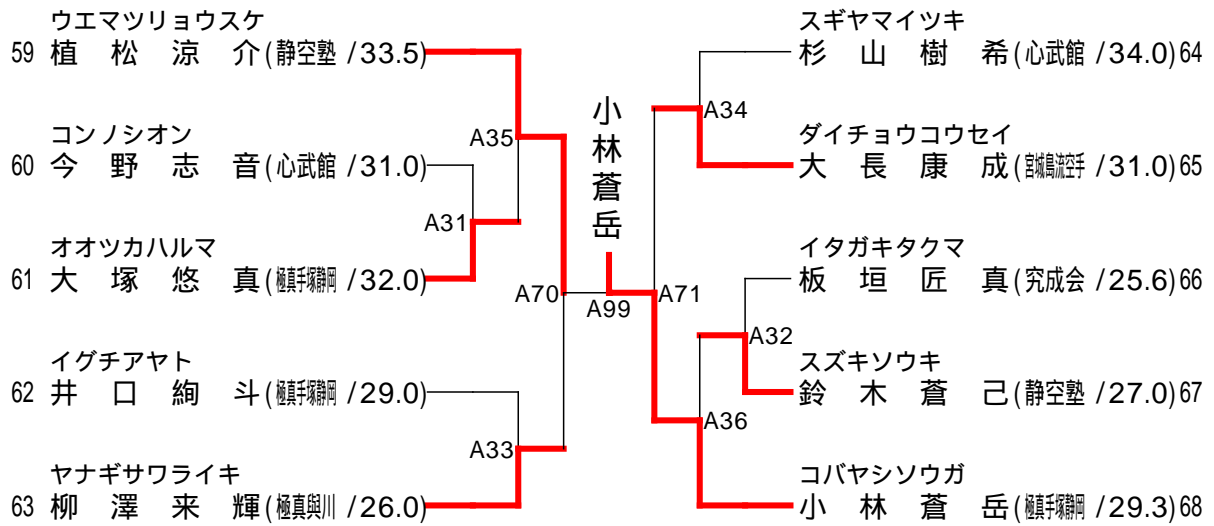 ウエマツリョウスケ
59 植松涼介(静空塾 /33.5)
コンノシオン
60 今野志音(心武館 /31.0)
オオツカハルマ
61 大塚悠真(極真手塚静岡 /32.0)
イグチアヤト
62 井口絢斗(極真手塚静岡 /29.0)
ヤナギサワライキ
63 柳澤来輝(極真與川 /26.0)
A35
A31
A33
A70
小林蒼岳
A99
A71
A34
A32
A36
スギヤマイツキ
杉山樹希(心武館 /34.0)64
ダイチョウコウセイ
大長康成(宮城島流空手 /31.0)65
イタガキタクマ
板垣匠真(究成会 /25.6)66
スズキソウキ
鈴木蒼己(静空塾 /27.0)67
コバヤシソウガ
小林蒼岳(極真手塚静岡 /29.3)68